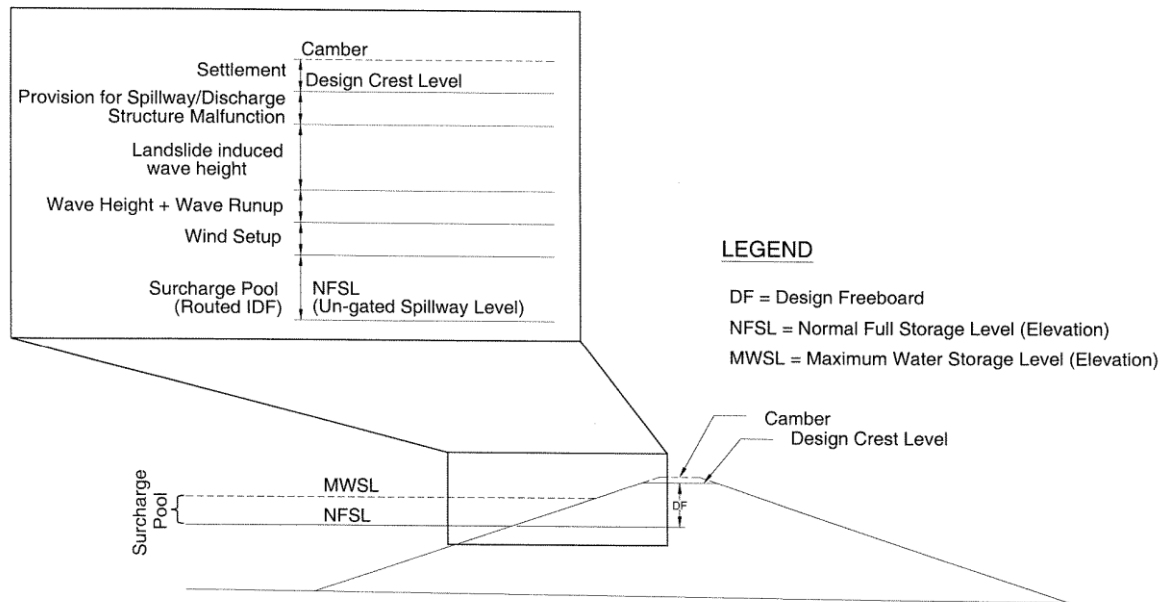 Camber
Settlement
Design Crest Level
Provision for Spillway/Discharge
Structure Malfunction
Landslide induced
wave height
Wave Height + Wave Runup
Wind Setup
Surcharge Pool
(Routed IDF)
NFSL
(Un-gated Spillway Level)
LEGEND
DF = Design Freeboard
NFSL = Normal Full Storage Level (Elevation)
MWSL = Maximum Water Storage Level (Elevation)
Camber
Design Crest Level
MWSL
NFSL
DF
Surcharge
Pool